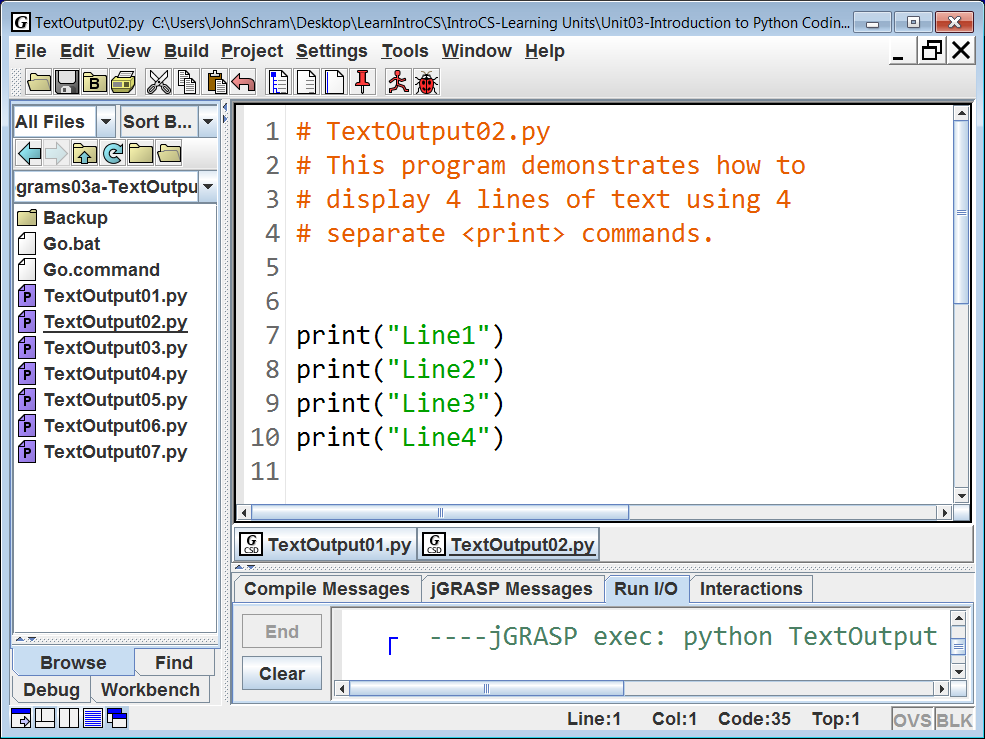 TextOutput02.py C:\Users\JohnSchram\Desktop\LearnIntroCS\IntroCS-Learning Units\Unit03-Introduction to Python Codin...
File Edit View Build Project Settings Tools Window Help
B
All Files Sort B...
grams03a-TextOutpu
Backup
Go.bat
Go.command
P TextOutput01.py
P TextOutput02.py
P TextOutput03.py
P TextOutput04.py
P TextOutput05.py
P TextOutput06.py
P TextOutput07.py
Browse Find
Debug Workbench
1 # TextOutput02.py
2 # This program demonstrates how to
3 # display 4 lines of text using 4
4 # separate <print> commands.
5
6
7 print("Line1")
8 print("Line2")
9 print("Line3")
10 print("Line4")
11
G CSD TextOutput01.py G CSD TextOutput02.py
Compile Messages jGRASP Messages Run I/O Interactions
End
Clear
----jGRASP exec: python TextOutput
Line:1 Col:1 Code:35 Top:1 OVS BLK